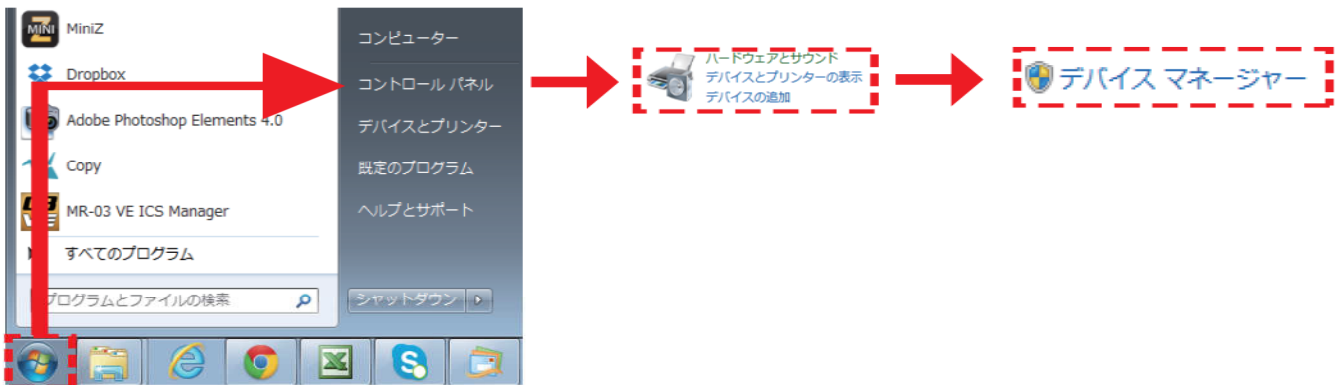 MiniZ
Dropbox
Adobe Photoshop Elements 4.0
Copy
MR-03 VE ICS Manager
すべてのプログラム
プログラムとファイルの検索
コンピューター
コントロール パネル
デバイスとプリンター
既定のプログラム
ヘルプとサポート
シャットダウン
ハードウェアとサウンド
デバイスとプリンターの表示
デバイスの追加
デバイス マネージャー